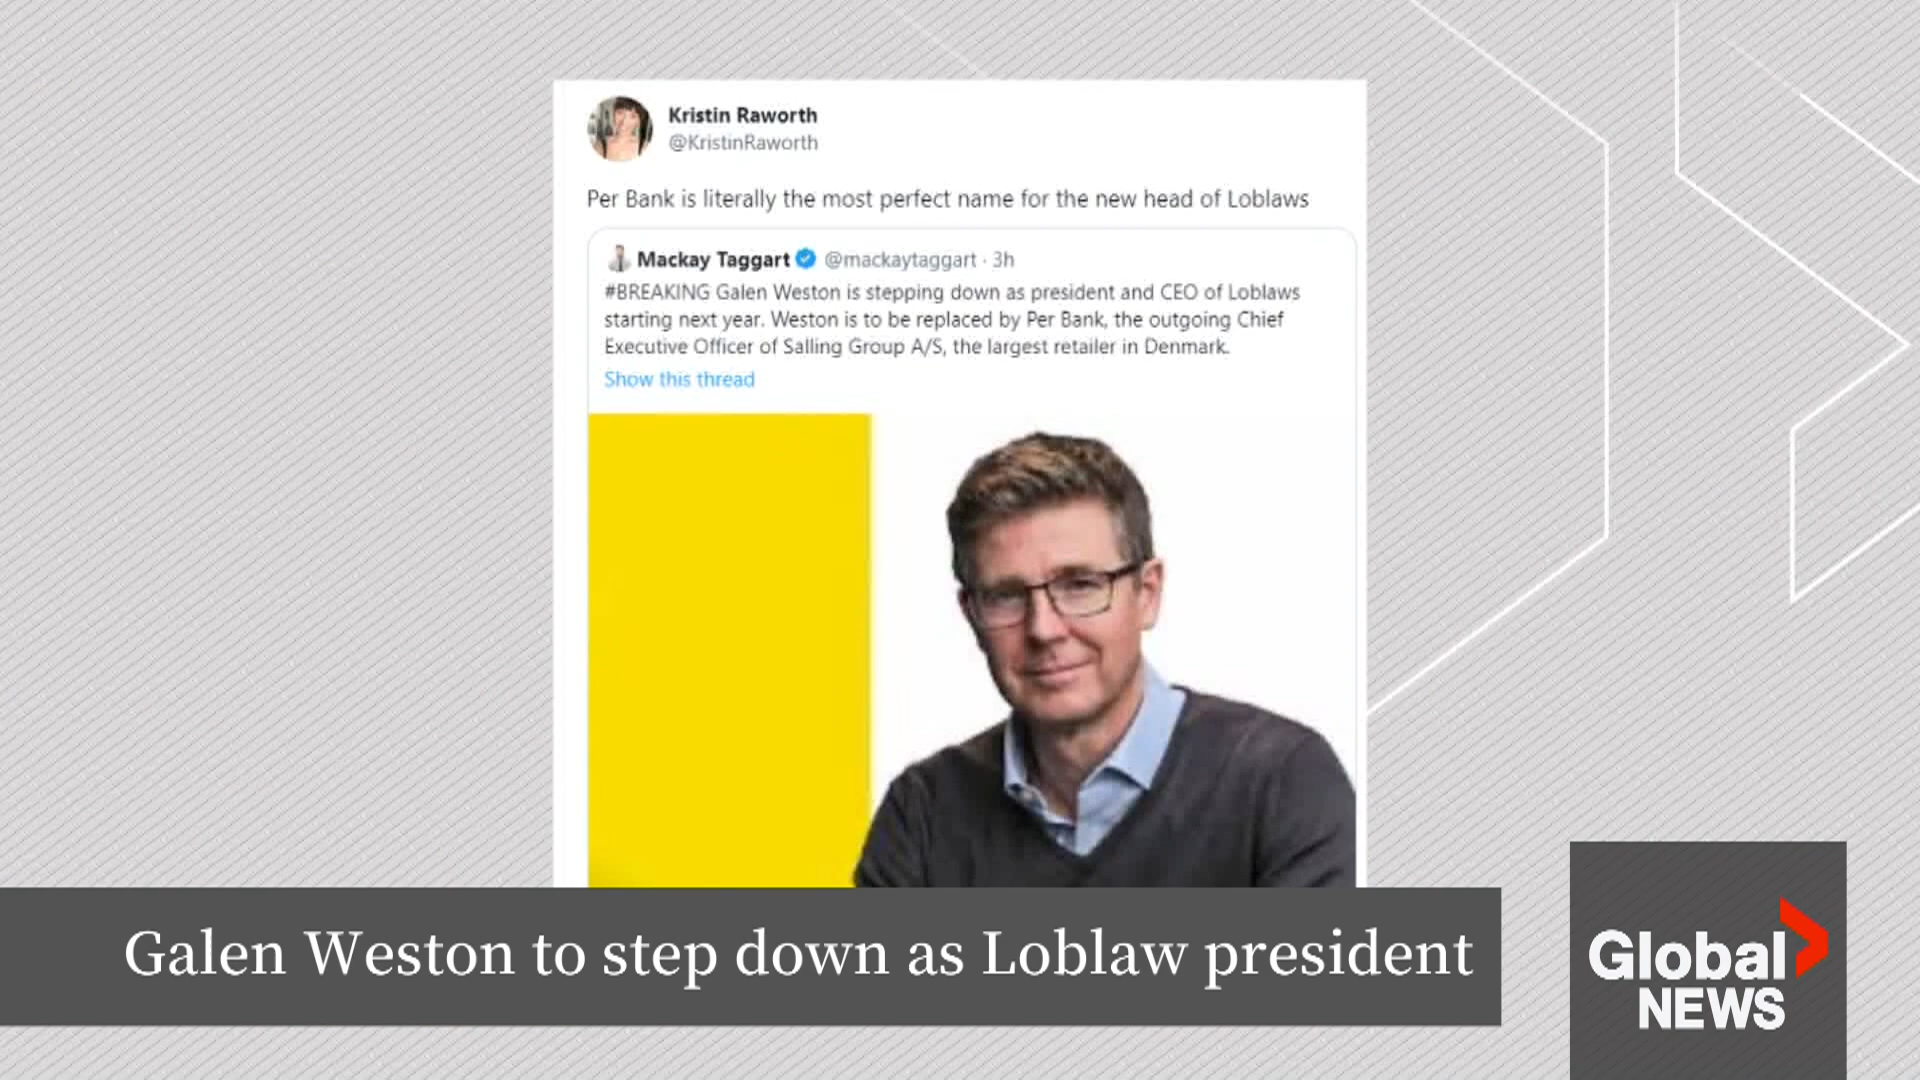 Kristin Raworth
@KristinRaworth
Per Bank is literally the most perfect name for the new head of Loblaws
Mackay Taggart @mackaytaggart · 3h
#BREAKING Galen Weston is stepping down as president and CEO of Loblaws
starting next year. Weston is to be replaced by Per Bank, the outgoing Chief
Executive Officer of Salling Group A/S, the largest retailer in Denmark.
Show this thread
Galen Weston to step down as Loblaw president
Global
NEWS